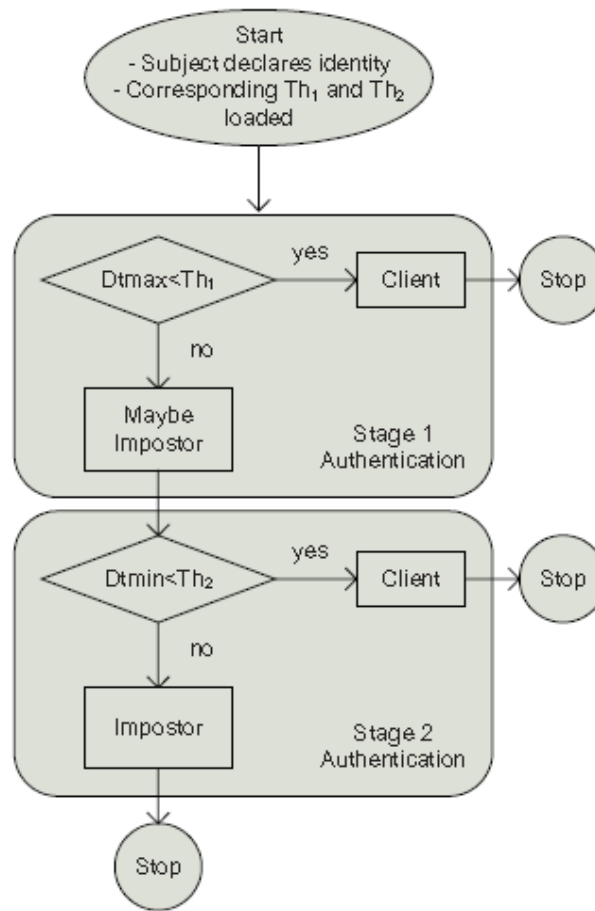 Start
- Subject declares identity
- Corresponding Th₁ and Th₂
loaded
Dtmax<Th₁
yes
Client
Stop
no
Maybe
Impostor
Stage 1
Authentication
Dtmin<Th₂
yes
Client
Stop
no
Impostor
Stage 2
Authentication
Stop